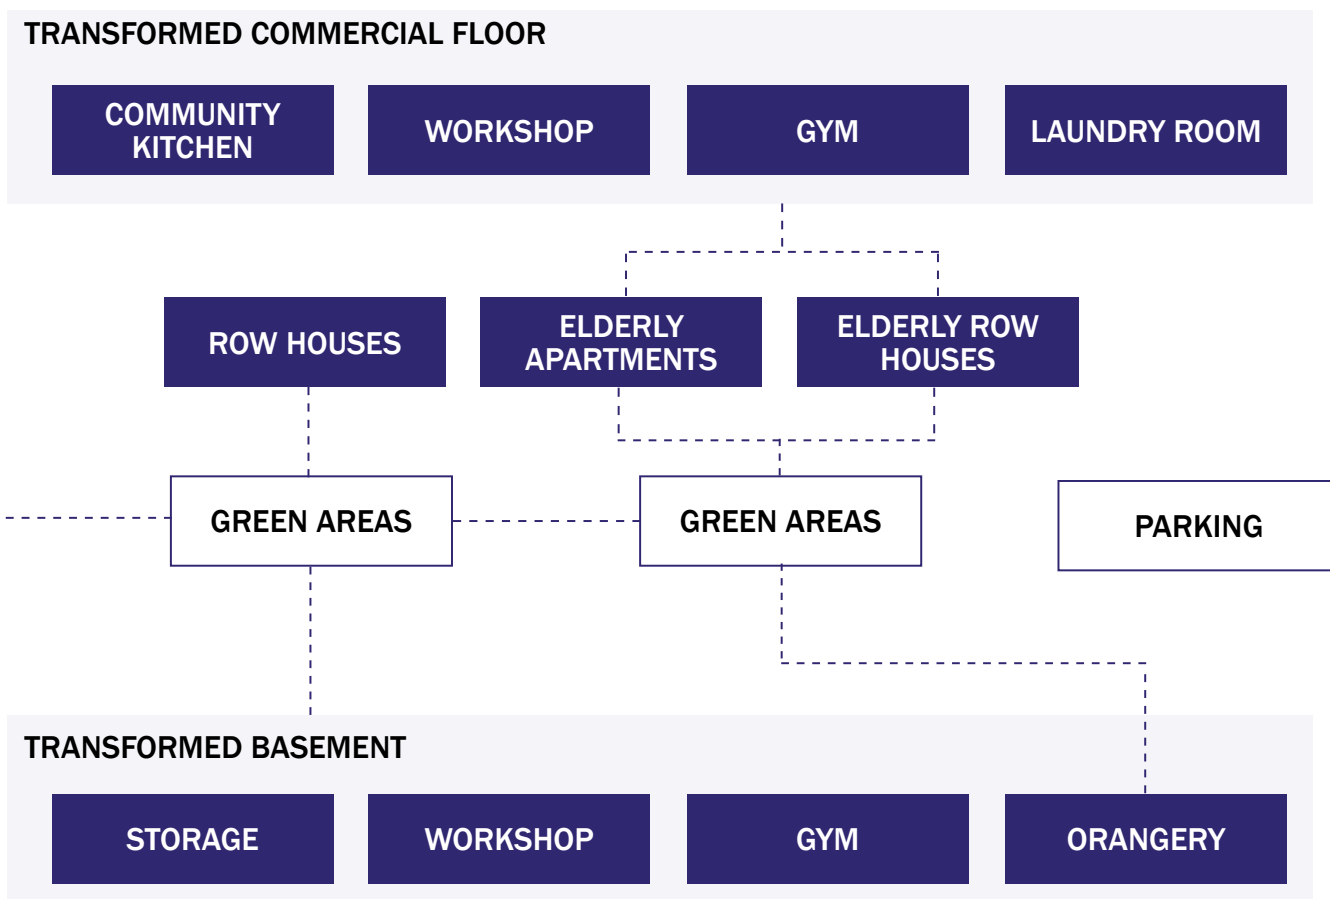 TRANSFORMED COMMERCIAL FLOOR
COMMUNITY
KITCHEN
WORKSHOP
GYM
LAUNDRY ROOM
ROW HOUSES
ELDERLY
APARTMENTS
ELDERLY ROW
HOUSES
GREEN AREAS
GREEN AREAS
PARKING
TRANSFORMED BASEMENT
STORAGE
WORKSHOP
GYM
ORANGERY